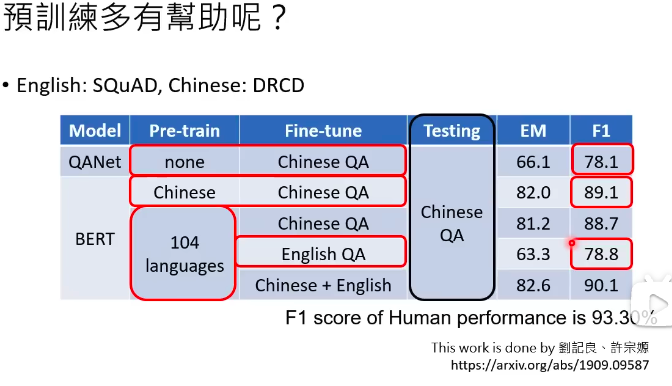 預訓練多有幫助呢？
• English: SQuAD, Chinese: DRCD
Model Pre-train Fine-tune Testing EM F1
QANet none Chinese QA 66.1 78.1
Chinese Chinese QA 82.0 89.1
Chinese QA 81.2 88.7
Chinese QA
BERT
104 languages
English QA 63.3 78.8
Chinese + English 82.6 90.1
F1 score of Human performance is 93.30%
This work is done by 劉記良、許宗嫄
https://arxiv.org/abs/1909.09587